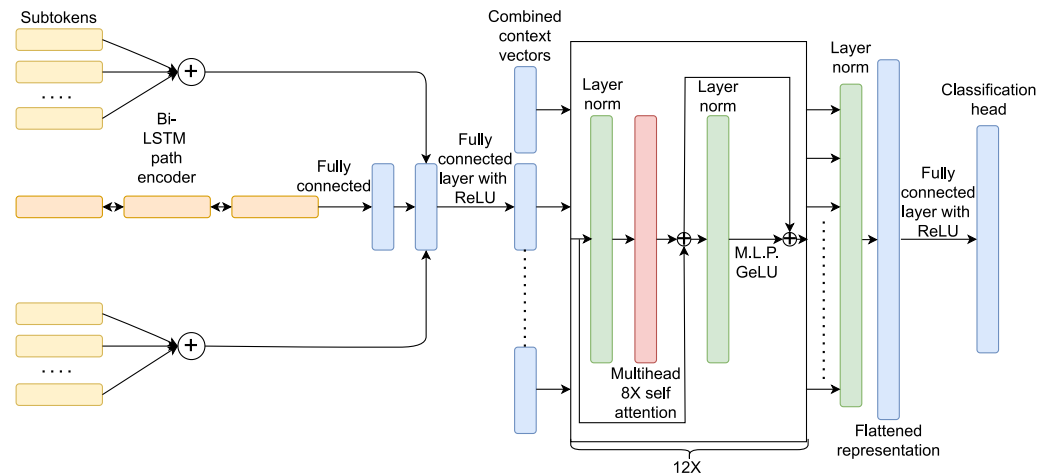 Subtokens
. . . .
Bi-
LSTM
path
encoder
Fully
connected
. . . .
Fully
connected
layer with
ReLU
Combined
context
vectors
Layer
norm
Multihead
8X self
attention
Layer
norm
M.L.P.
GeLU
12X
Layer
norm
Flattened
representation
Fully
connected
layer with
ReLU
Classification
head